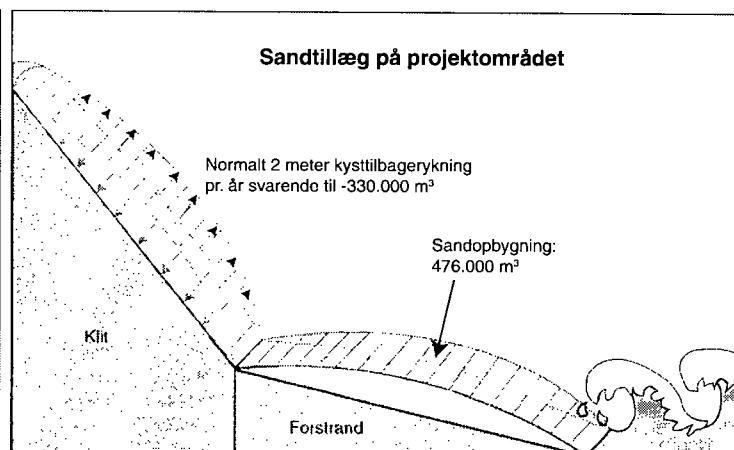 Sandtillæg på projektområdet
Normalt 2 meter kysttilbagerykning
pr. år svarende til -330.000 m³
Sandopbygning:
476.000 m³
Klit
Forstrand